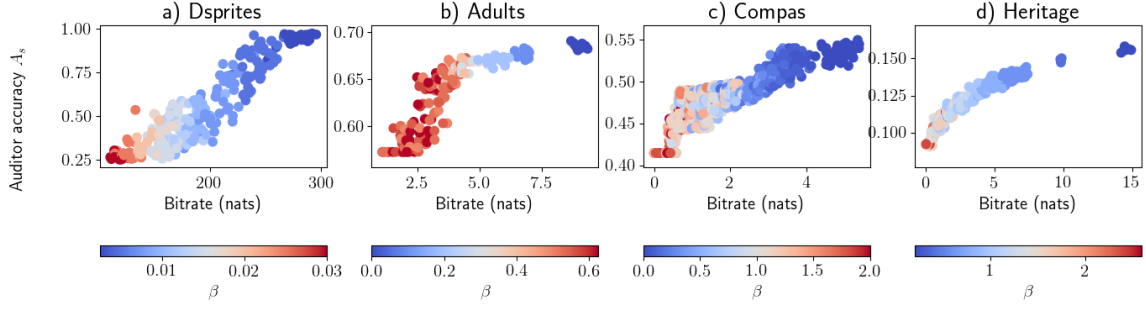 a) Dsprites
b) Adults
c) Compas
d) Heritage
Auditor accuracy A_s
1.00
0.75
0.50
0.25
0.70
0.65
0.60
0.55
0.50
0.45
0.40
0.150
0.125
0.100
200 300
2.5 5.0 7.5
0 2 4
0 5 10 15
Bitrate (nats)
Bitrate (nats)
Bitrate (nats)
Bitrate (nats)
0.01 0.02 0.03
0.0 0.2 0.4 0.6
0.0 0.5 1.0 1.5 2.0
1 2
β
β
β
β